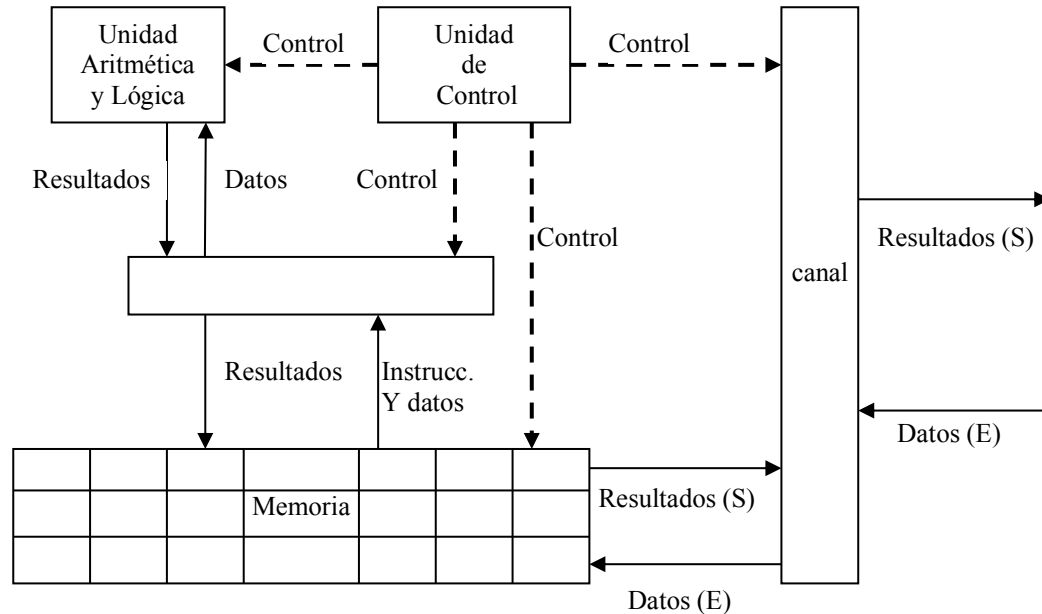 Unidad
Aritmética
y Lógica
Control
Unidad
de
Control
Control
Resultados
Datos
Control
Control
Resultados (S)
canal
Resultados
Instrucc.
Y datos
Datos (E)
Memoria
Resultados (S)
Datos (E)